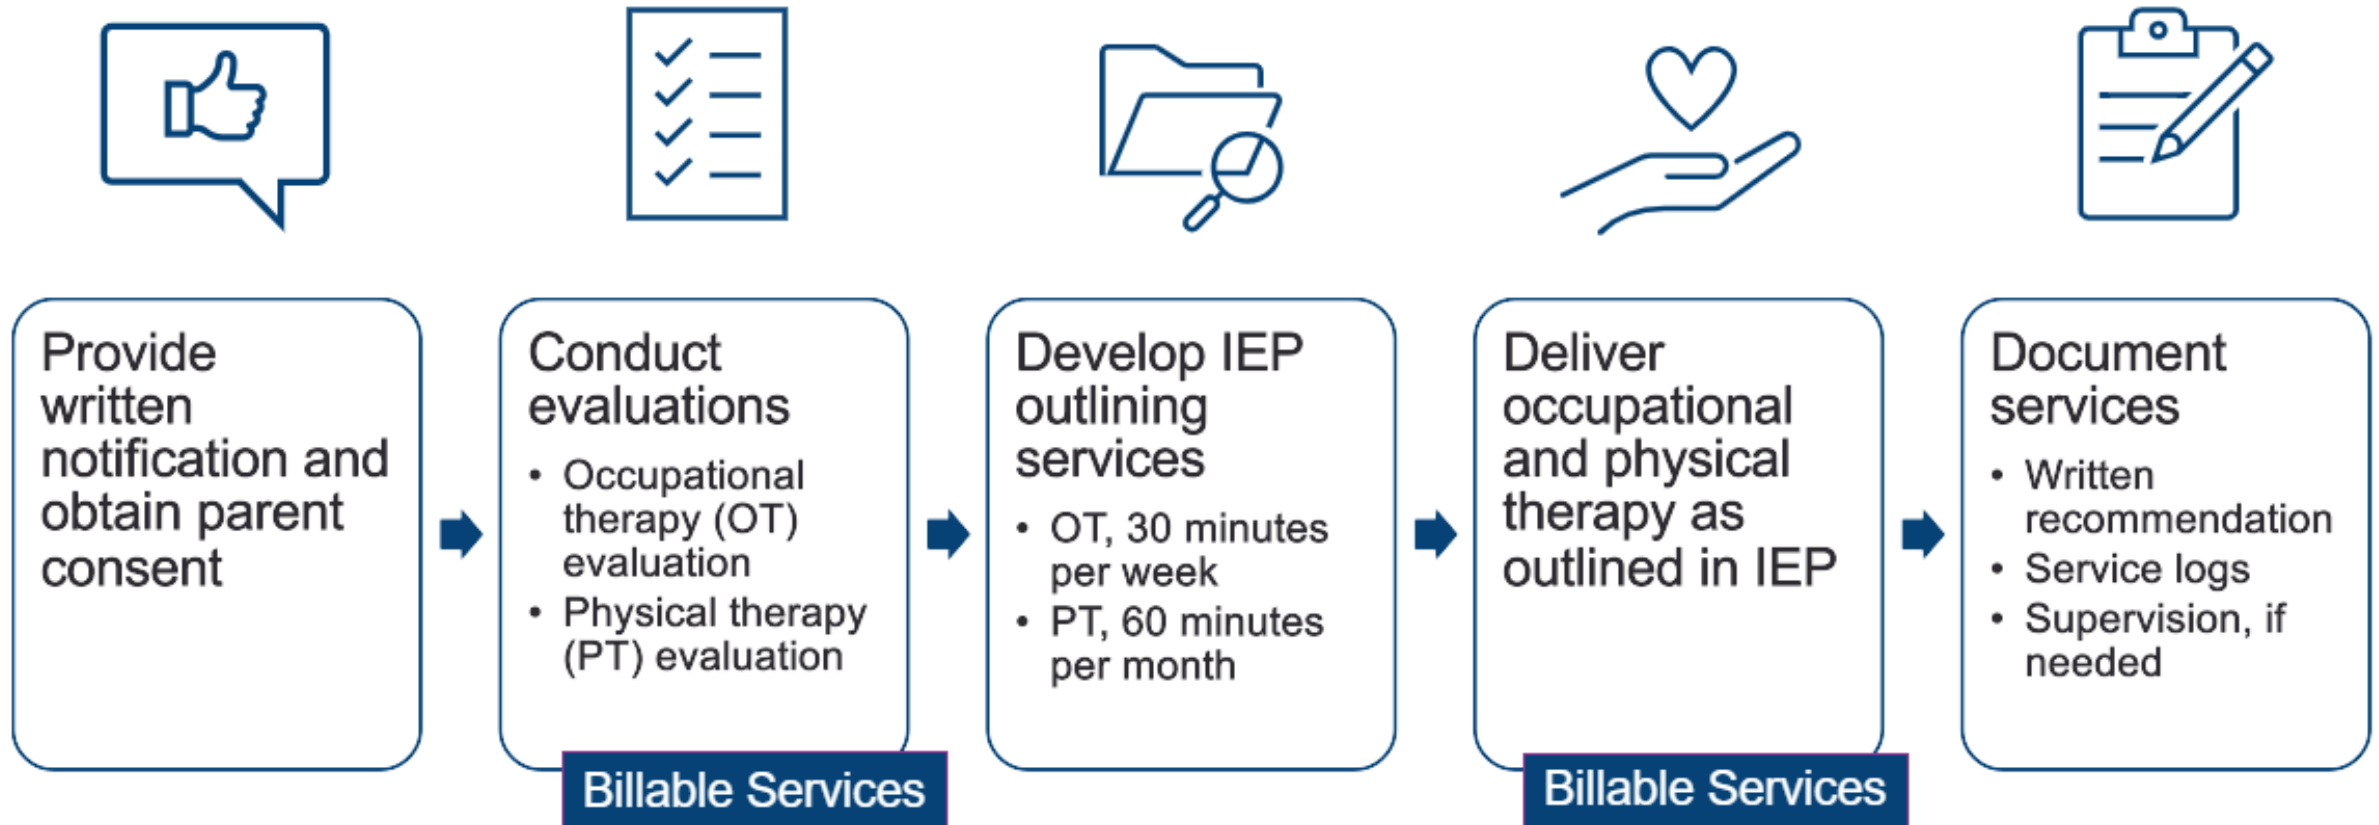 Provide
written
notification and
obtain parent
consent
Conduct
evaluations
• Occupational
therapy (OT)
evaluation
• Physical therapy
(PT) evaluation
Billable Services
Develop IEP
outlining
services
• OT, 30 minutes
per week
• PT, 60 minutes
per month
Deliver
occupational
and physical
therapy as
outlined in IEP
Billable Services
Document
services
• Written
recommendation
• Service logs
• Supervision, if
needed